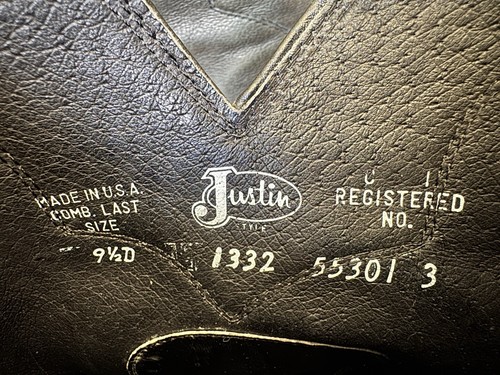 MADE IN U.S.A.
COMB. LAST
SIZE
9½D
Justin
STYLE
1332
REGISTERED
NO.
55301 3